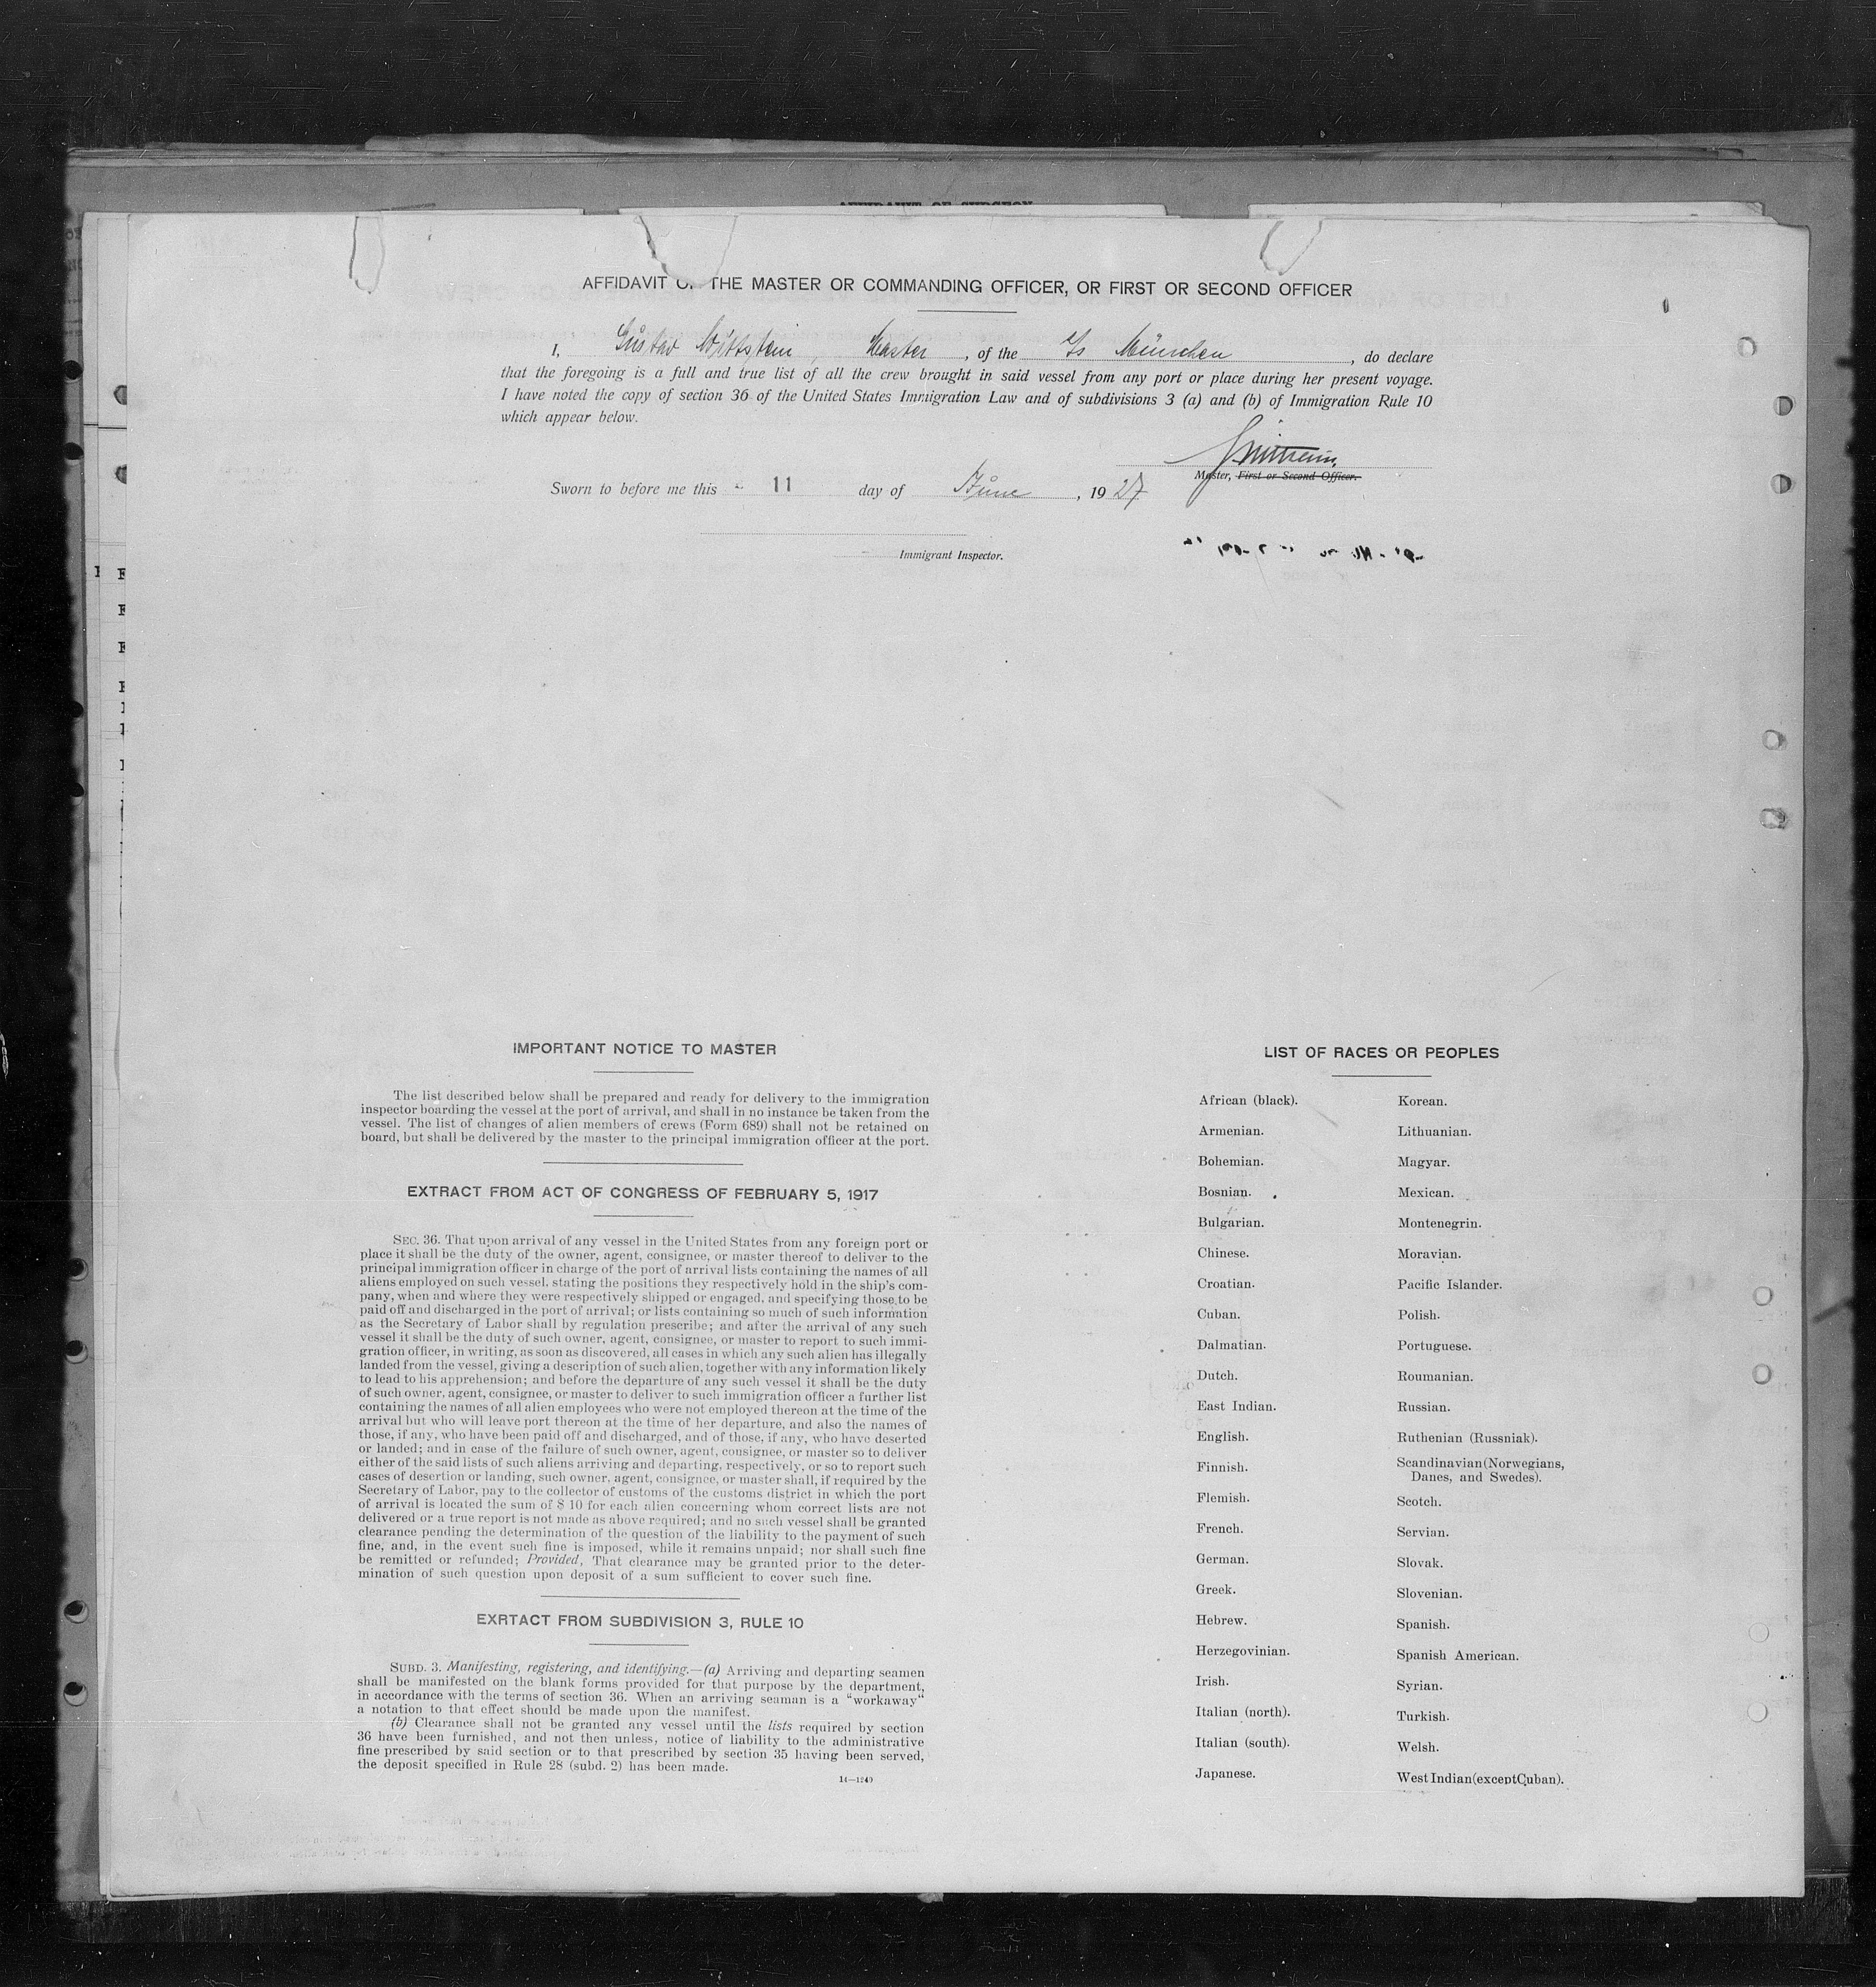 AFFIDAVIT OF SURGEON
AFFIDAVIT O. THE MASTER OR COMMANDING OFFICER, OR FIRST OR SECOND OFFICER
I, Gustav Wittstein, Master, of the S/s München, do declare
that the foregoing is a full and true list of all the crew brought in said vessel from any port or place during her present voyage.
I have noted the copy of section 36 of the United States Immigration Law and of subdivisions 3 (a) and (b) of Immigration Rule 10
which appear below.
Master, First or Second Officer.
Sworn to before me this 11 day of June, 1927
Immigrant Inspector.
IMPORTANT NOTICE TO MASTER
The list described below shall be prepared and ready for delivery to the immigration
inspector boarding the vessel at the port of arrival, and shall in no instance be taken from the
vessel. The list of changes of alien members of crews (Form 689) shall not be retained on
board, but shall be delivered by the master to the principal immigration officer at the port.
EXTRACT FROM ACT OF CONGRESS OF FEBRUARY 5, 1917
SEC. 36. That upon arrival of any vessel in the United States from any foreign port or
place it shall be the duty of the owner, agent, consignee, or master thereof to deliver to the
principal immigration officer in charge of the port of arrival lists containing the names of all
aliens employed on such vessel, stating the positions they respectively hold in the ship's com-
pany, when and where they were respectively shipped or engaged, and specifying those to be
paid off and discharged in the port of arrival; or lists containing so much of such information
as the Secretary of Labor shall by regulation prescribe; and after the arrival of any such
vessel it shall be the duty of such owner, agent, consignee, or master to report to such immi-
gration officer, in writing, as soon as discovered, all cases in which any such alien has illegally
landed from the vessel, giving a description of such alien, together with any information likely
to lead to his apprehension; and before the departure of any such vessel it shall be the duty
of such owner, agent, consignee, or master to deliver to such immigration officer a further list
containing the names of all alien employees who were not employed thereon at the time of the
arrival but who will leave port thereon at the time of her departure, and also the names of
those, if any, who have been paid off and discharged, and of those, if any, who have deserted
or landed; and in case of the failure of such owner, agent, consignee, or master so to deliver
either of the said lists of such aliens arriving and departing, respectively, or so to report such
cases of desertion or landing, such owner, agent, consignee, or master shall, if required by the
Secretary of Labor, pay to the collector of customs of the customs district in which the port
of arrival is located the sum of $ 10 for each alien concerning whom correct lists are not
delivered or a true report is not made as above required; and no such vessel shall be granted
clearance pending the determination of the question of the liability to the payment of such
fine, and, in the event such fine is imposed, while it remains unpaid; nor shall such fine
be remitted or refunded; Provided, That clearance may be granted prior to the deter-
mination of such question upon deposit of a sum sufficient to cover such fine.
EXRTACT FROM SUBDIVISION 3, RULE 10
SUBD. 3. Manifesting, registering, and identifying.—(a) Arriving and departing seamen
shall be manifested on the blank forms provided for that purpose by the department,
in accordance with the terms of section 36. When an arriving seaman is a “workaway“
a notation to that effect should be made upon the manifest.
(b) Clearance shall not be granted any vessel until the lists required by section
36 have been furnished, and not then unless, notice of liability to the administrative
fine prescribed by said section or to that prescribed by section 35 having been served,
the deposit specified in Rule 28 (subd. 2) has been made.
14—1240
LIST OF RACES OR PEOPLES
African (black).
Armenian.
Bohemian.
Bosnian.
Bulgarian.
Chinese.
Croatian.
Cuban.
Dalmatian.
Dutch.
East Indian.
English.
Finnish.
Flemish.
French.
German.
Greek.
Hebrew.
Herzegovinian.
Irish.
Italian (north).
Italian (south).
Japanese.
Korean.
Lithuanian.
Magyar.
Mexican.
Montenegrin.
Moravian.
Pacific Islander.
Polish.
Portuguese.
Roumanian.
Russian.
Ruthenian (Russniak).
Scandinavian (Norwegians,
Danes, and Swedes).
Scotch.
Servian.
Slovak.
Slovenian.
Spanish.
Spanish American.
Syrian.
Turkish.
Welsh.
West Indian (except Cuban).